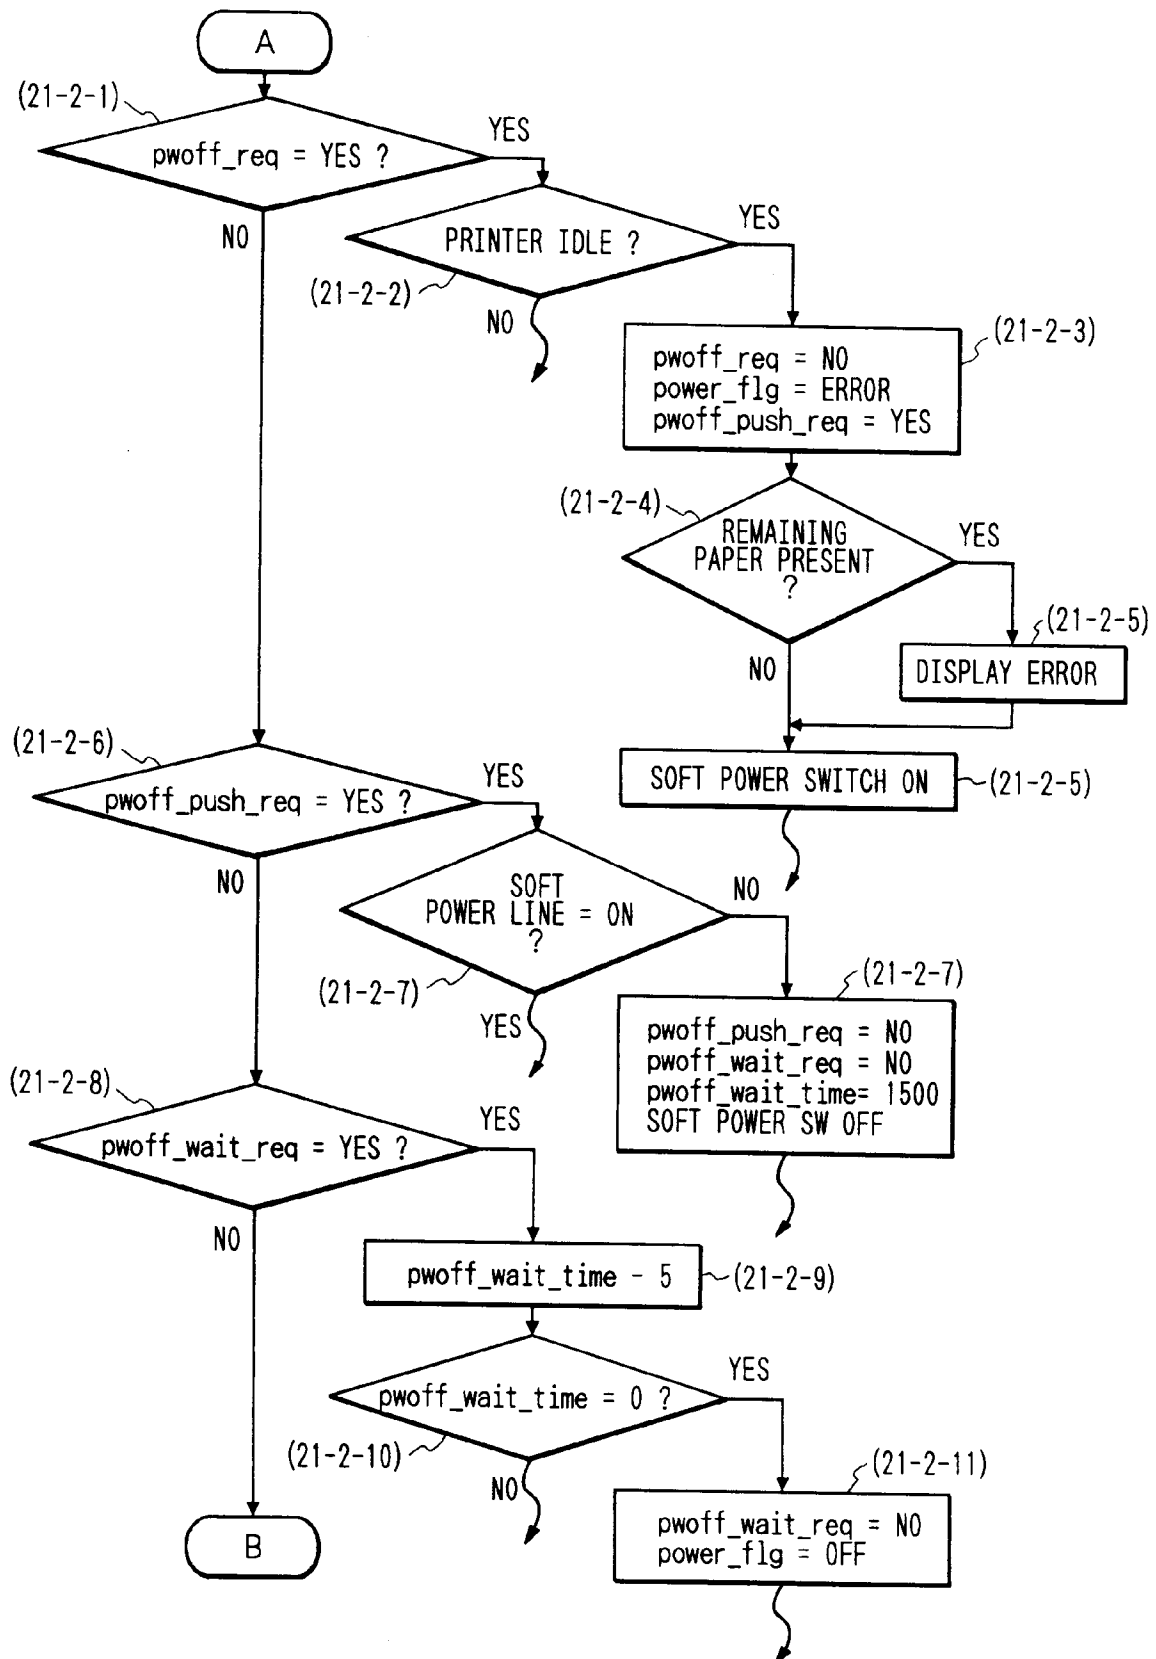 A
(21-2-1)
YES
pwoff_req = YES ?
NO
YES
PRINTER IDLE ?
(21-2-2)
NO
(21-2-3)
pwoff_req = NO
power_flg = ERROR
pwoff_push_req = YES
(21-2-4)
REMAINING
PAPER PRESENT
?
YES
(21-2-5)
NO
DISPLAY ERROR
(21-2-6)
YES
SOFT POWER SWITCH ON
(21-2-5)
pwoff_push_req = YES ?
NO
SOFT
POWER LINE = ON
?
NO
(21-2-7)
YES
(21-2-7)
pwoff_push_req = NO
pwoff_wait_req = NO
pwoff_wait_time= 1500
SOFT POWER SW OFF
(21-2-8)
YES
pwoff_wait_req = YES ?
NO
pwoff_wait_time - 5
(21-2-9)
YES
pwoff_wait_time = 0 ?
(21-2-10)
NO
(21-2-11)
pwoff_wait_req = NO
power_flg = OFF
B